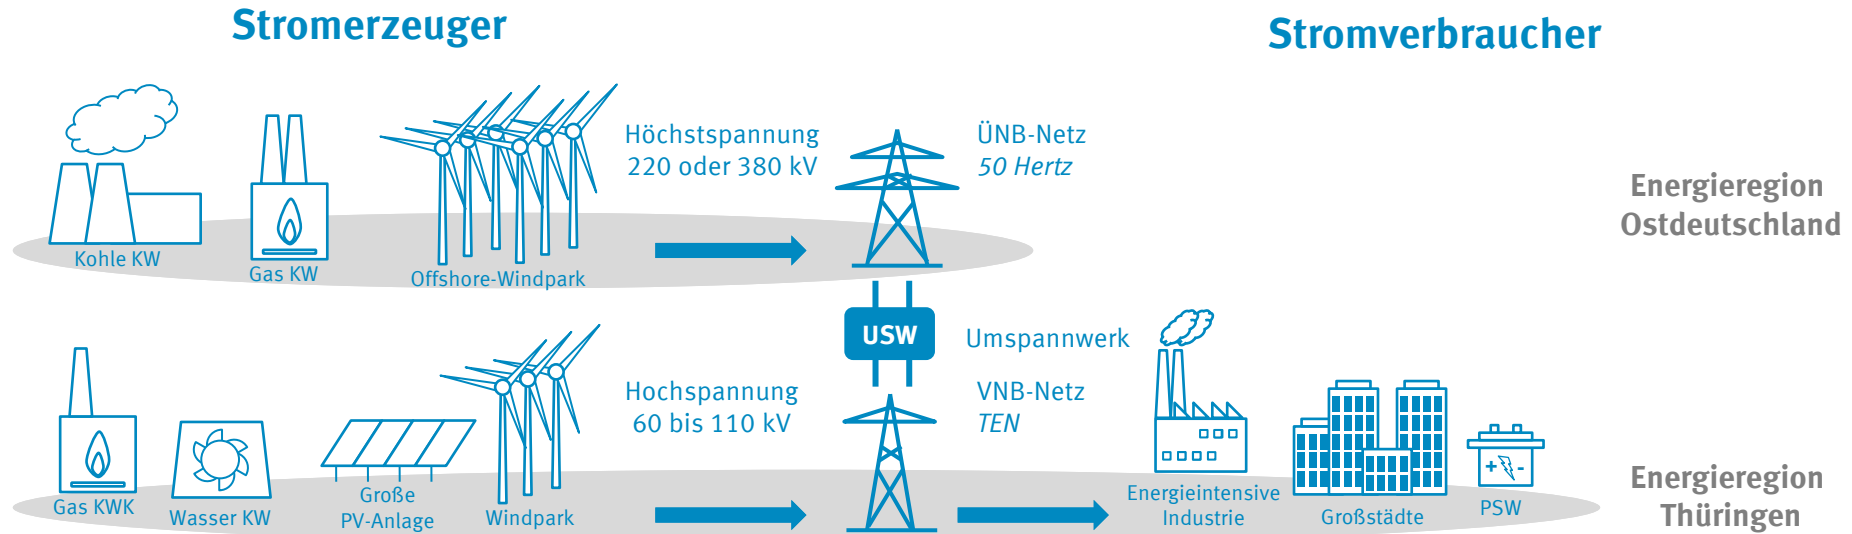 Stromerzeuger
Stromverbraucher
Höchstspannung
220 oder 380 kV
ÜNB-Netz
50 Hertz
Energieregion
Ostdeutschland
Kohle KW
Gas KW
Offshore-Windpark
USW
Umspannwerk
Hochspannung
60 bis 110 kV
VNB-Netz
TEN
Energieregion
Thüringen
Gas KWK
Wasser KW
Große
PV-Anlage
Windpark
Energieintensive
Industrie
Großstädte
+ -
PSW